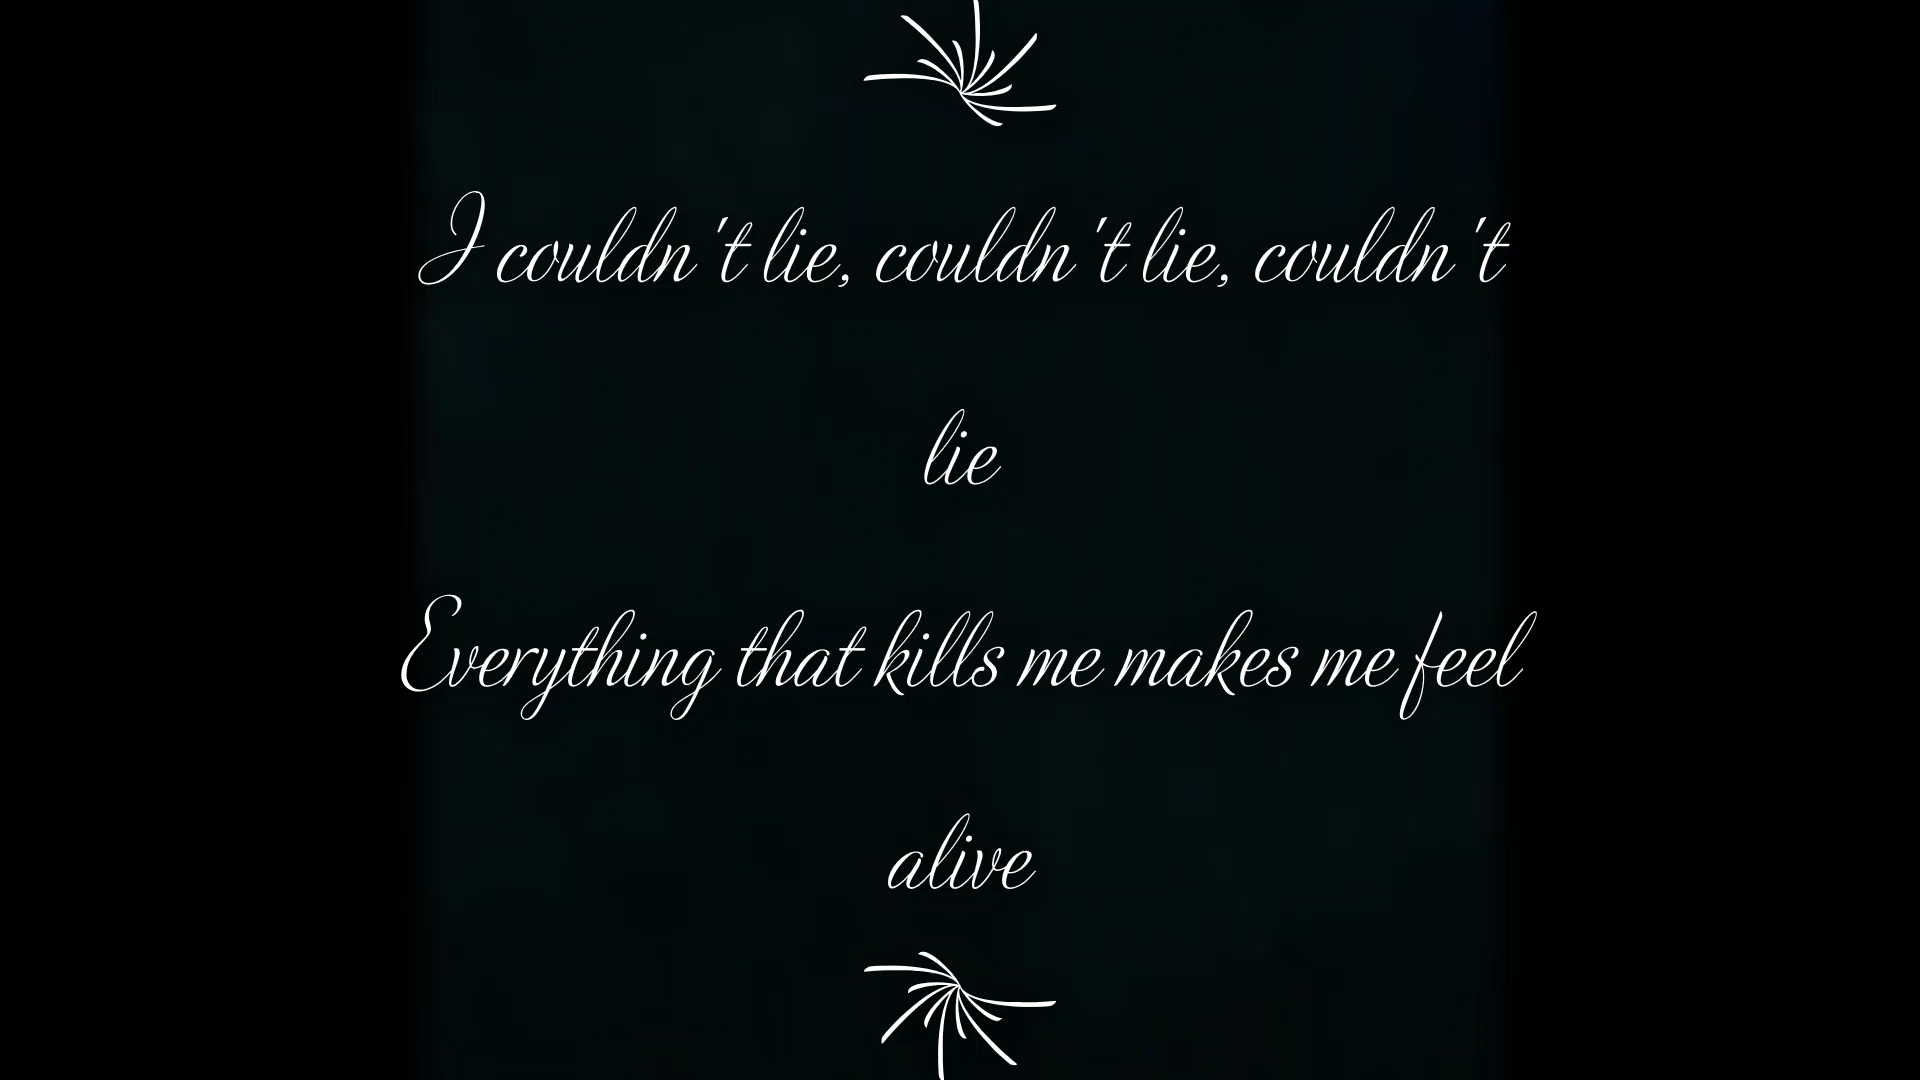 I couldn't lie, couldn't lie, couldn't
lie
Everything that kills me makes me feel
alive